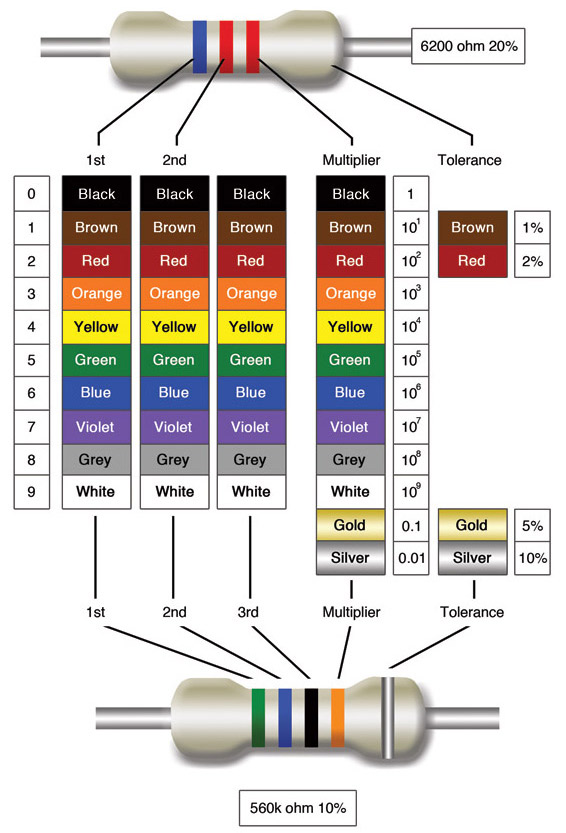 6200 ohm 20%
1st 2nd Multiplier Tolerance
0 Black Black Black Black 1
1 Brown Brown Brown Brown 10¹ Brown 1%
2 Red Red Red Red 10² Red 2%
3 Orange Orange Orange Orange 10³
4 Yellow Yellow Yellow Yellow 10⁴
5 Green Green Green Green 10⁵
6 Blue Blue Blue Blue 10⁶
7 Violet Violet Violet Violet 10⁷
8 Grey Grey Grey Grey 10⁸
9 White White White White 10⁹
Gold 0.1 Gold 5%
Silver 0.01 Silver 10%
1st 2nd 3rd Multiplier Tolerance
560k ohm 10%